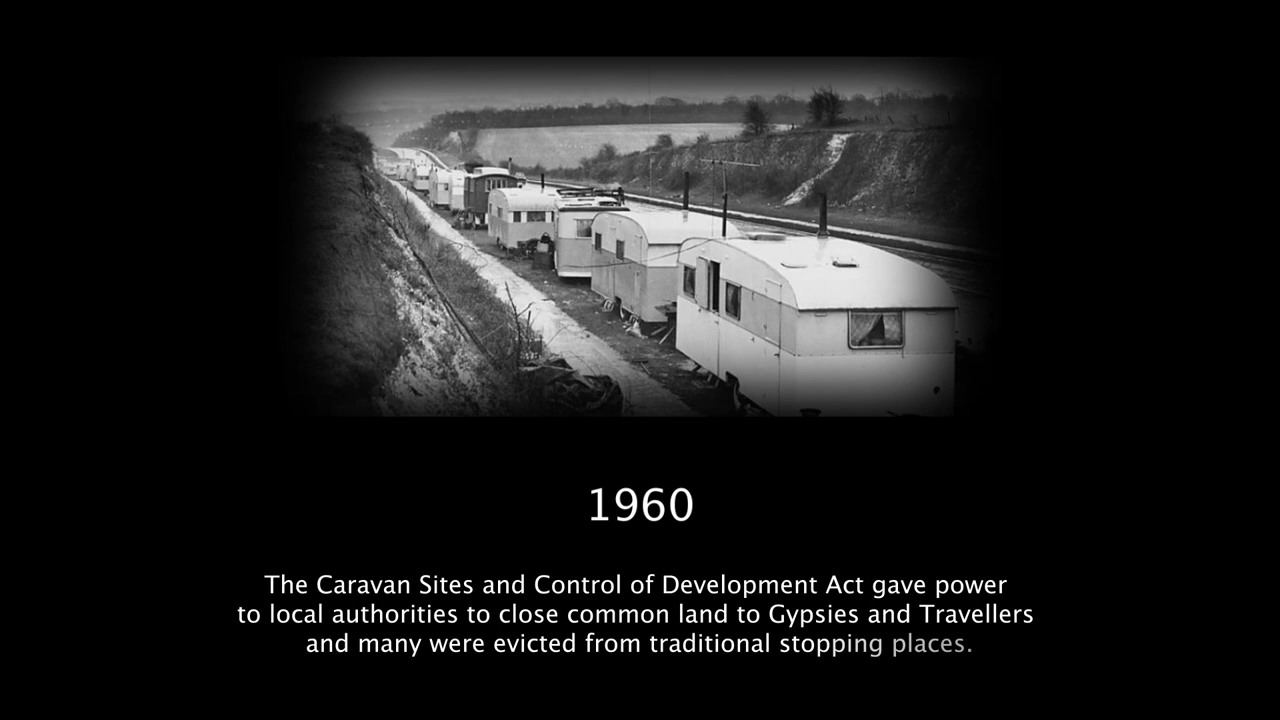 1960
The Caravan Sites and Control of Development Act gave power
to local authorities to close common land to Gypsies and Travellers
and many were evicted from traditional stopping places.